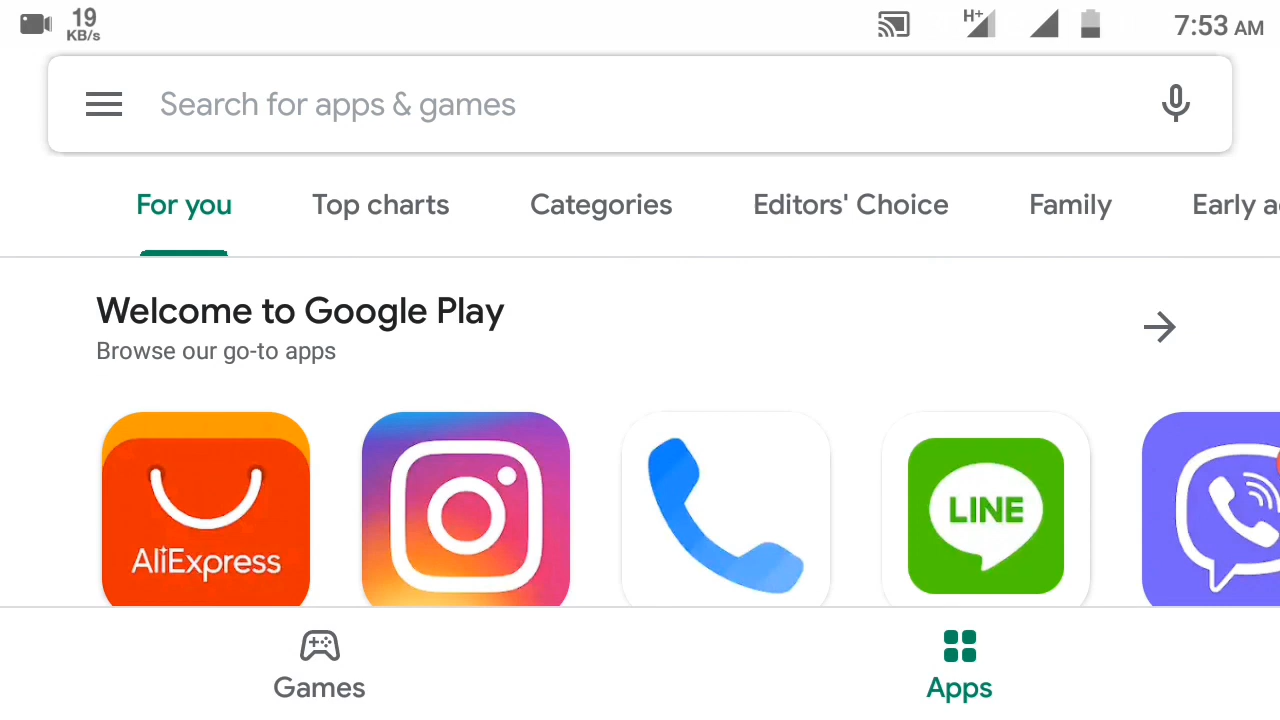 19
KB/s
H+
7:53 AM
Search for apps & games
For you
Top charts
Categories
Editors' Choice
Family
Early a
Welcome to Google Play
Browse our go-to apps
AliExpress
LINE
Games
Apps